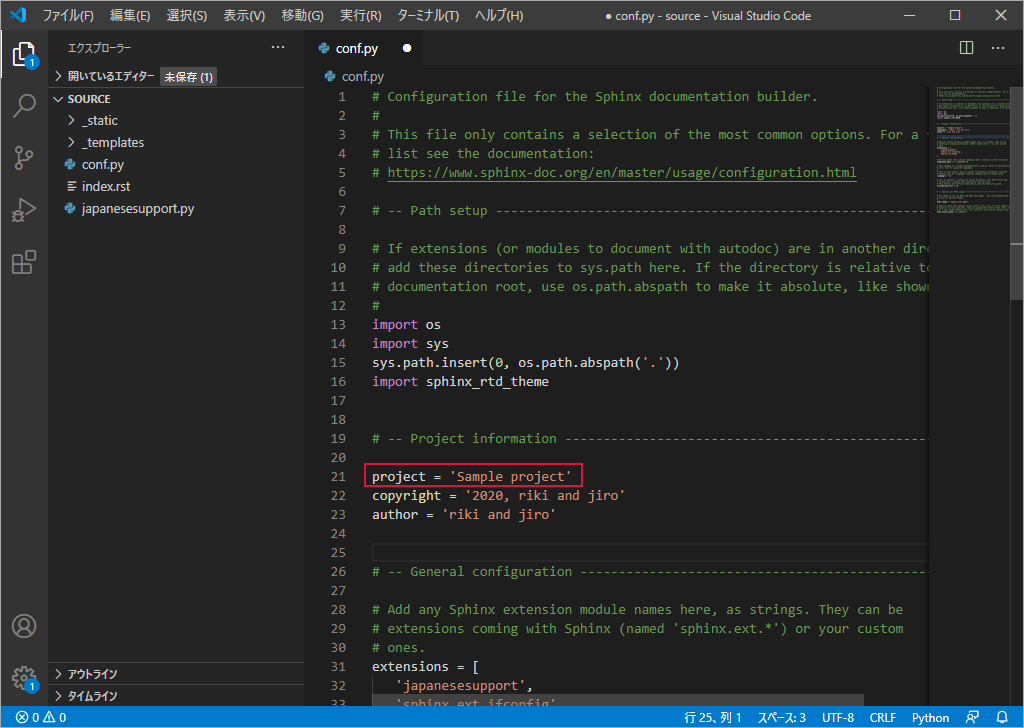 ファイル(F) 編集(E) 選択(S) 表示(V) 移動(G) 実行(R) ターミナル(T) ヘルプ(H) ● conf.py - source - Visual Studio Code
エクスプローラー ···
開いているエディター 未保存 (1)
SOURCE
_static
_templates
conf.py
index.rst
japanesesupport.py
アウトライン
タイムライン
1
1
conf.py ●
conf.py
1 # Configuration file for the Sphinx documentation builder.
2 #
3 # This file only contains a selection of the most common options. For a
4 # list see the documentation:
5 # https://www.sphinx-doc.org/en/master/usage/configuration.html
6
7 # -- Path setup --------------------------------------------------------
8
9 # If extensions (or modules to document with autodoc) are in another dire
10 # add these directories to sys.path here. If the directory is relative to
11 # documentation root, use os.path.abspath to make it absolute, like shown
12 #
13 import os
14 import sys
15 sys.path.insert(0, os.path.abspath('.'))
16 import sphinx_rtd_theme
17
18
19 # -- Project information -----------------------------------------------
20
21 project = 'Sample project'
22 copyright = '2020, riki and jiro'
23 author = 'riki and jiro'
24
25
26 # -- General configuration ---------------------------------------------
27
28 # Add any Sphinx extension module names here, as strings. They can be
29 # extensions coming with Sphinx (named 'sphinx.ext.*') or your custom
30 # ones.
31 extensions = [
32 'japanesesupport',
33 'sphinx.ext.ifconfig'
0 0 行 25、列 1 スペース: 3 UTF-8 CRLF Python